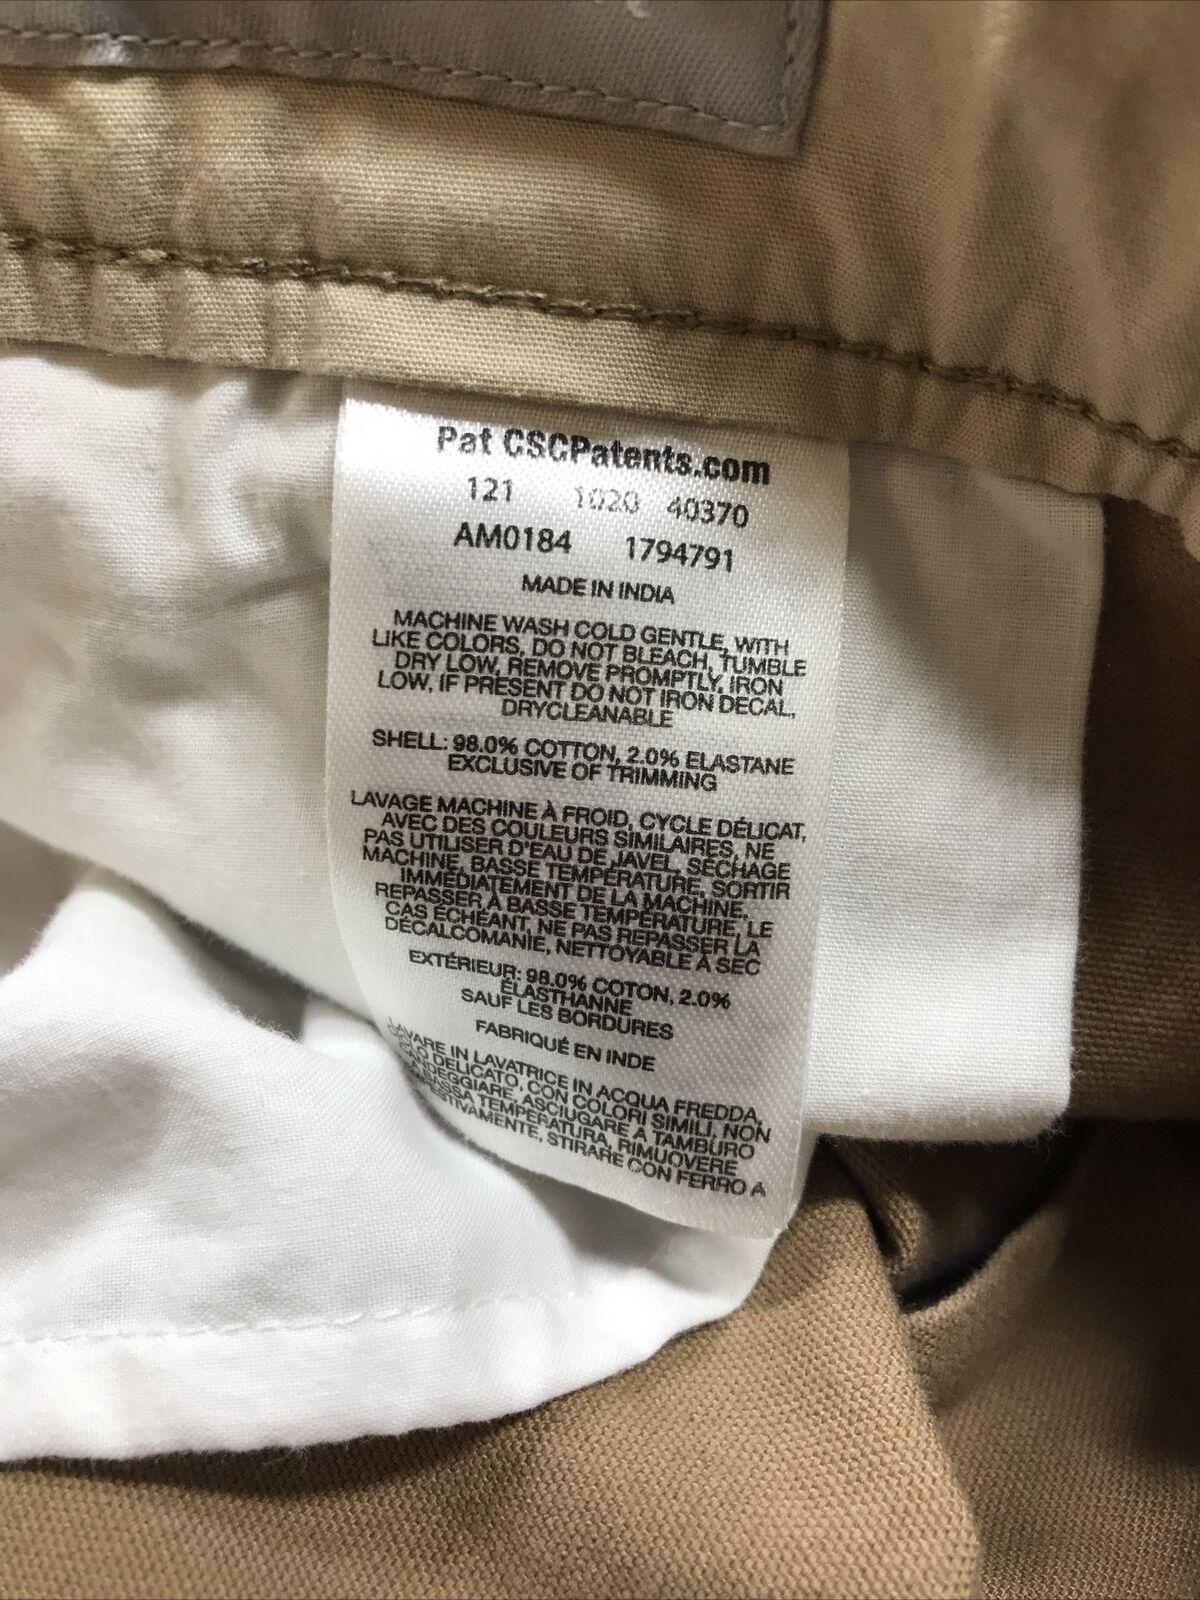 Pat CSCPatents.com
121 1020 40370
AM0184 1794791
MADE IN INDIA
MACHINE WASH COLD GENTLE, WITH
LIKE COLORS, DO NOT BLEACH, TUMBLE
DRY LOW, REMOVE PROMPTLY, IRON
LOW, IF PRESENT DO NOT IRON DECAL,
DRYCLEANABLE
SHELL: 98.0% COTTON, 2.0% ELASTANE
EXCLUSIVE OF TRIMMING
LAVAGE MACHINE À FROID, CYCLE DÉLICAT,
AVEC DES COULEURS SIMILAIRES, NE
PAS UTILISER D'EAU DE JAVEL, SÉCHAGE
MACHINE, BASSE TEMPÉRATURE, SORTIR
IMMÉDIATEMENT DE LA MACHINE,
REPASSER À BASSE TEMPÉRATURE, LE
CAS ÉCHÉANT, NE PAS REPASSER LA
DÉCALCOMANIE, NETTOYABLE À SEC
EXTÉRIEUR: 98.0% COTON, 2.0%
ÉLASTHANNE
SAUF LES BORDURES
FABRIQUÉ EN INDE
LAVARE IN LAVATRICE IN ACQUA FREDDA,
DELICATO, CON COLORI SIMILI, NON
CANDEGGIARE, ASCIUGARE A TAMBURO
BASSA TEMPERATURA, RIMUOVERE
STIRARE CON FERRO A